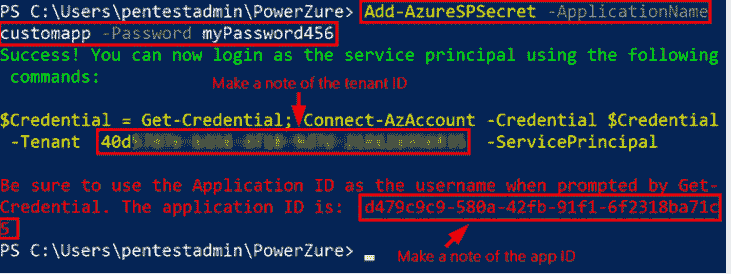 PS C:\Users\pentestadmin\PowerZure> Add-AzureSPSecret -ApplicationName
customapp -Password myPassword456
Success! You can now login as the service principal using the following
commands:
Make a note of the tenant ID
$Credential = Get-Credential; Connect-AzAccount -Credential $Credential
-Tenant 40d -ServicePrincipal
Be sure to use the Application ID as the username when prompted by Get-
Credential. The application ID is: d479c9c9-580a-42fb-91f1-6f2318ba71c
6
PS C:\Users\pentestadmin\PowerZure>
Make a note of the app ID